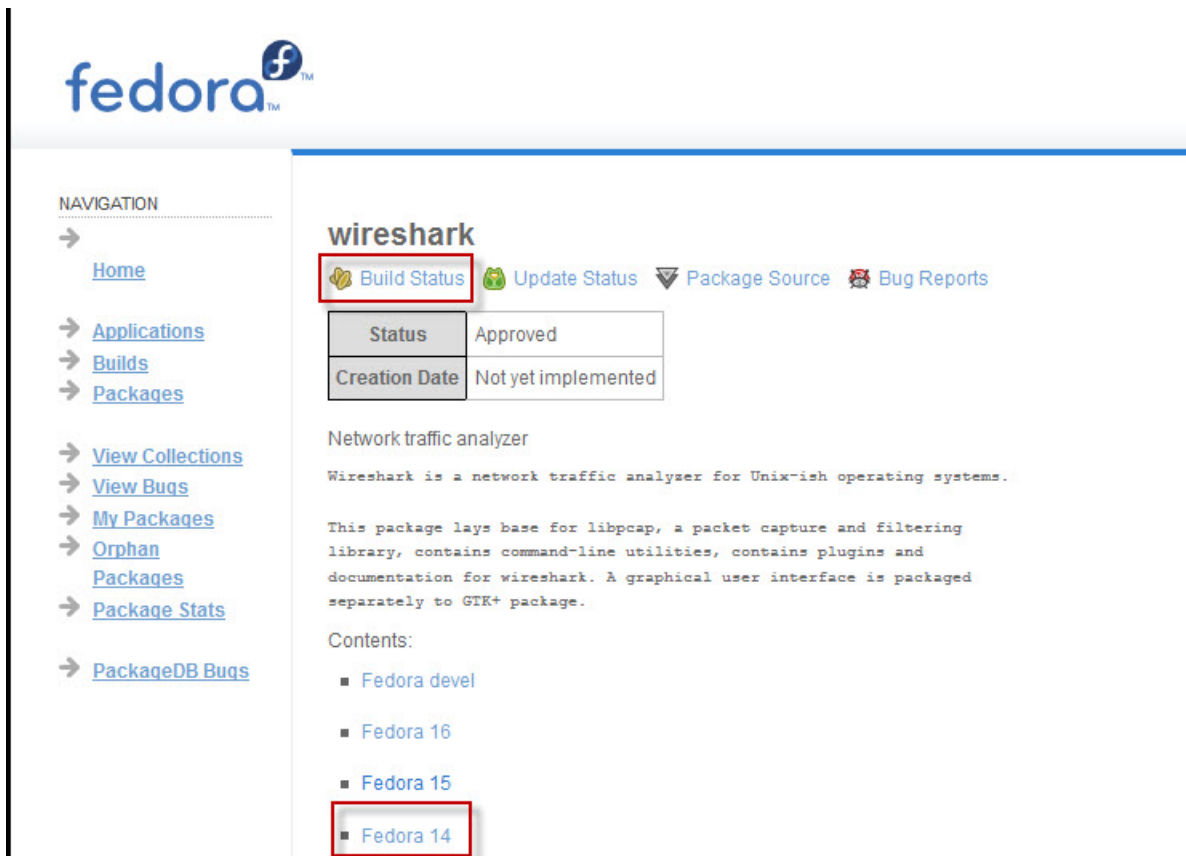 fedora™
NAVIGATION
Home
Applications
Builds
Packages
View Collections
View Bugs
My Packages
Orphan
Packages
Package Stats
PackageDB Bugs
wireshark
Build Status Update Status Package Source Bug Reports
Status Approved
Creation Date Not yet implemented
Network traffic analyzer
Wireshark is a network traffic analyzer for Unix-ish operating systems.
This package lays base for libpcap, a packet capture and filtering
library, contains command-line utilities, contains plugins and
documentation for wireshark. A graphical user interface is packaged
separately to GTK+ package.
Contents:
Fedora devel
Fedora 16
Fedora 15
Fedora 14